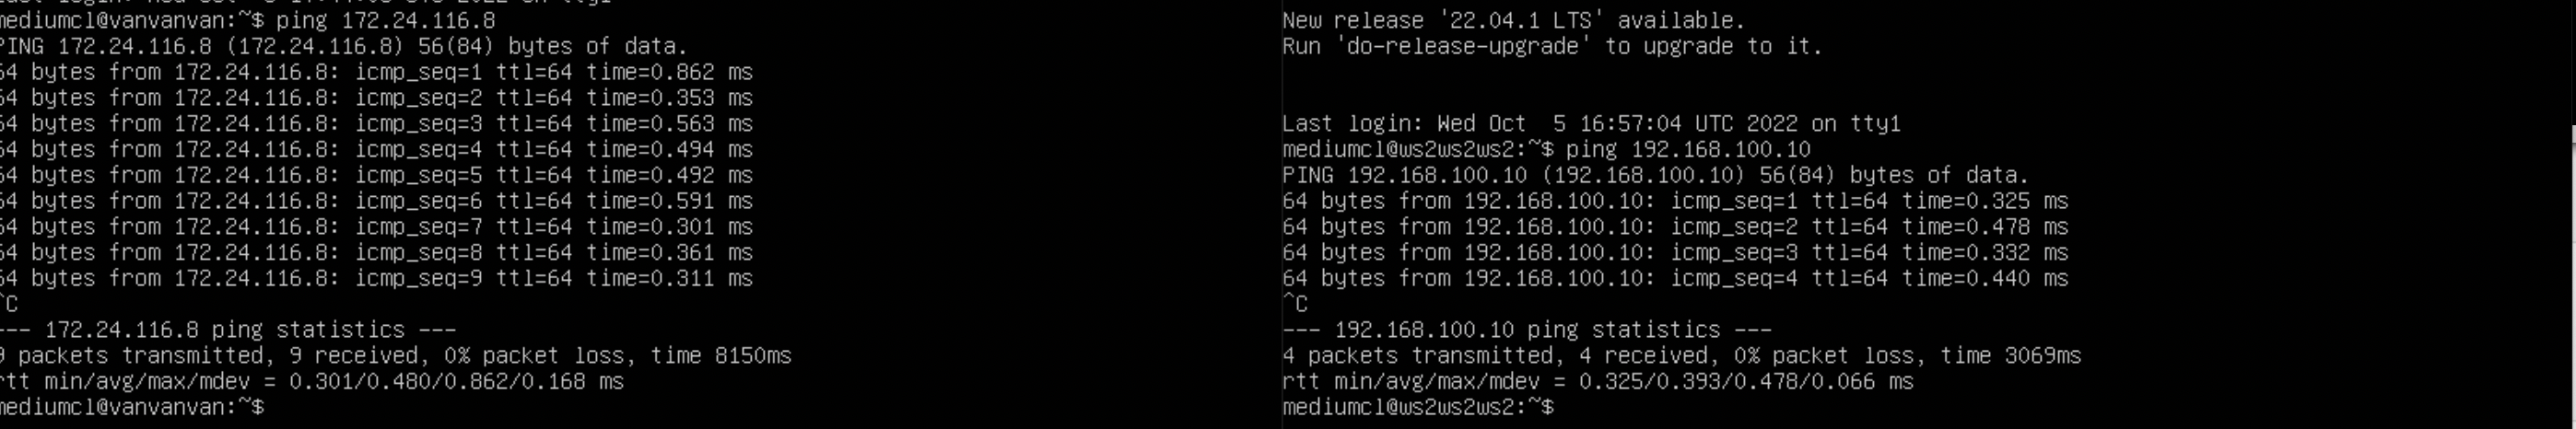 mediumcl@vanvanvan:~$ ping 172.24.116.8
PING 172.24.116.8 (172.24.116.8) 56(84) bytes of data.
64 bytes from 172.24.116.8: icmp_seq=1 ttl=64 time=0.862 ms
64 bytes from 172.24.116.8: icmp_seq=2 ttl=64 time=0.353 ms
64 bytes from 172.24.116.8: icmp_seq=3 ttl=64 time=0.563 ms
64 bytes from 172.24.116.8: icmp_seq=4 ttl=64 time=0.494 ms
64 bytes from 172.24.116.8: icmp_seq=5 ttl=64 time=0.492 ms
64 bytes from 172.24.116.8: icmp_seq=6 ttl=64 time=0.591 ms
64 bytes from 172.24.116.8: icmp_seq=7 ttl=64 time=0.301 ms
64 bytes from 172.24.116.8: icmp_seq=8 ttl=64 time=0.361 ms
64 bytes from 172.24.116.8: icmp_seq=9 ttl=64 time=0.311 ms
^C
--- 172.24.116.8 ping statistics ---
9 packets transmitted, 9 received, 0% packet loss, time 8150ms
rtt min/avg/max/mdev = 0.301/0.480/0.862/0.168 ms
mediumcl@vanvanvan:~$
New release '22.04.1 LTS' available.
Run 'do-release-upgrade' to upgrade to it.
Last login: Wed Oct  5 16:57:04 UTC 2022 on tty1
mediumcl@ws2ws2ws2:~$ ping 192.168.100.10
PING 192.168.100.10 (192.168.100.10) 56(84) bytes of data.
64 bytes from 192.168.100.10: icmp_seq=1 ttl=64 time=0.325 ms
64 bytes from 192.168.100.10: icmp_seq=2 ttl=64 time=0.478 ms
64 bytes from 192.168.100.10: icmp_seq=3 ttl=64 time=0.332 ms
64 bytes from 192.168.100.10: icmp_seq=4 ttl=64 time=0.440 ms
^C
--- 192.168.100.10 ping statistics ---
4 packets transmitted, 4 received, 0% packet loss, time 3069ms
rtt min/avg/max/mdev = 0.325/0.393/0.478/0.066 ms
mediumcl@ws2ws2ws2:~$